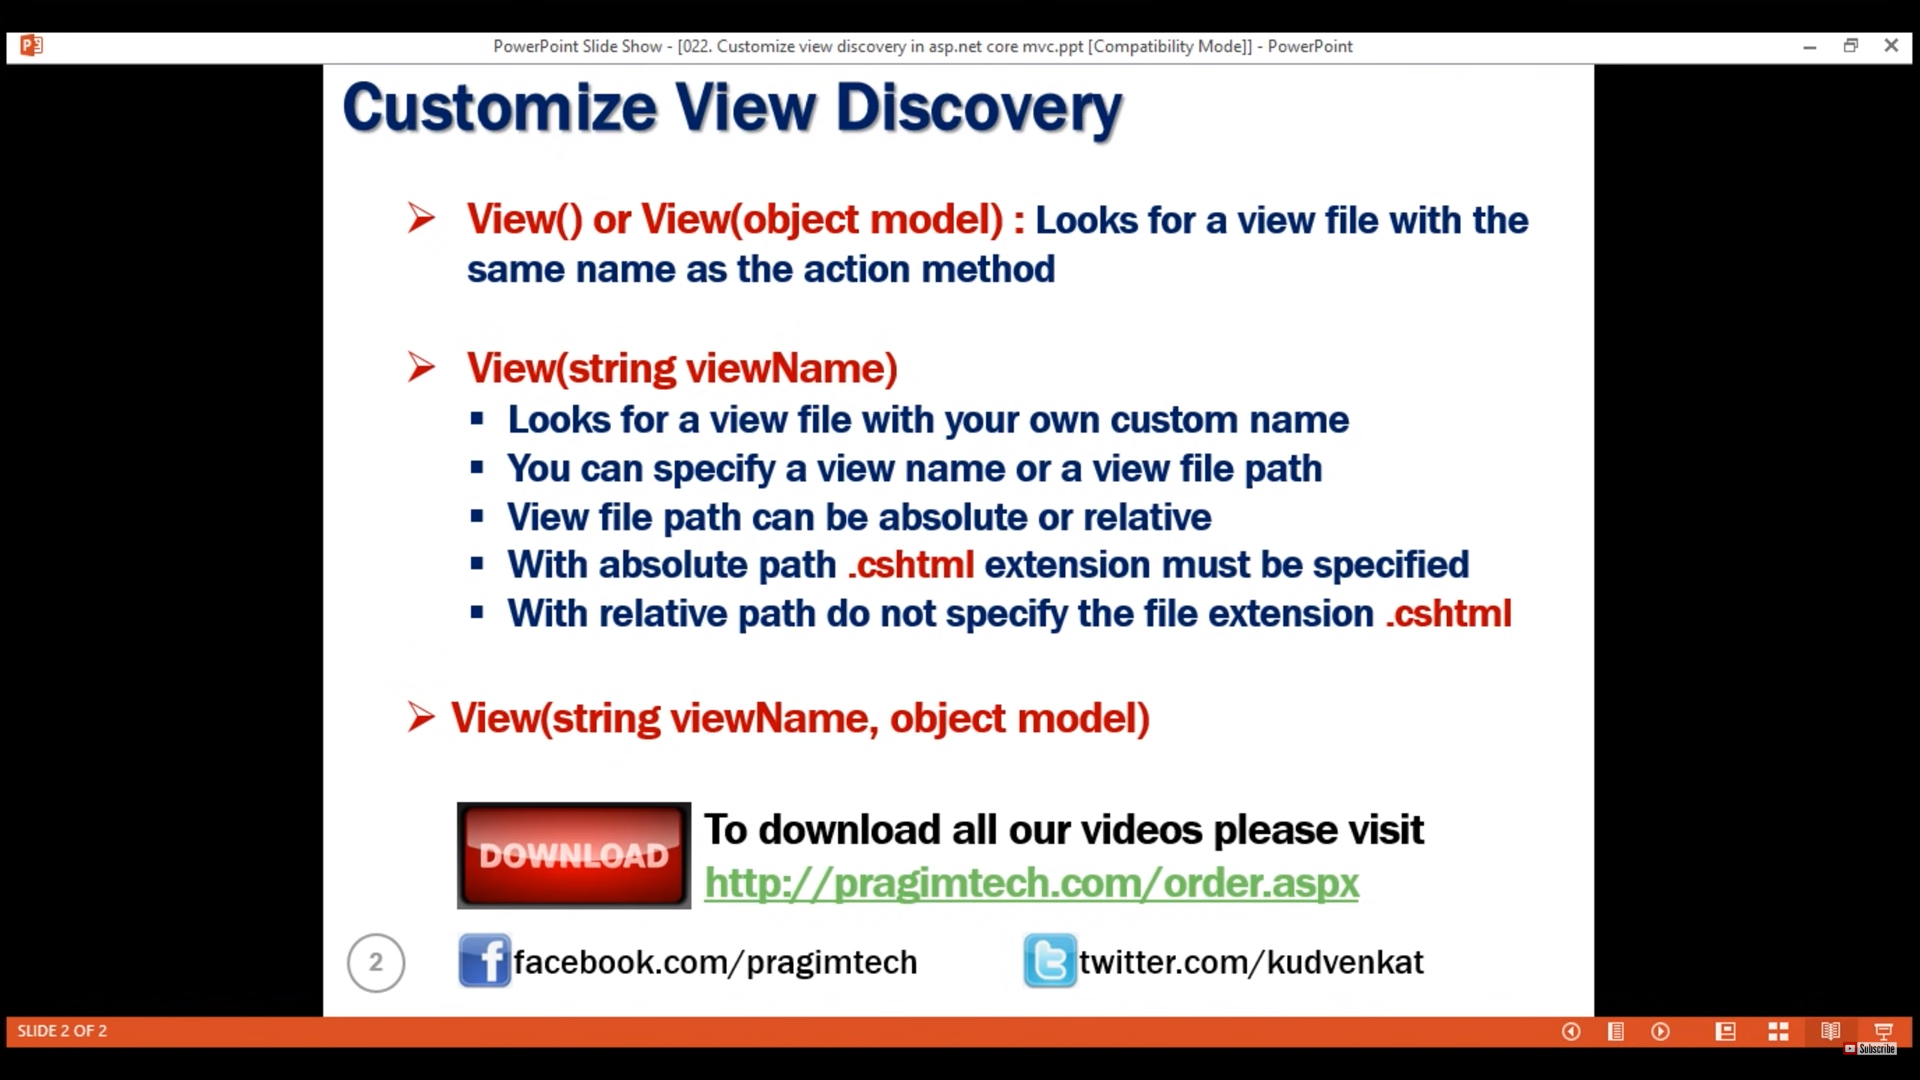 PowerPoint Slide Show - [022. Customize view discovery in asp.net core mvc.ppt [Compatibility Mode]] - PowerPoint
Customize View Discovery
View() or View(object model) : Looks for a view file with the
same name as the action method
View(string viewName)
Looks for a view file with your own custom name
You can specify a view name or a view file path
View file path can be absolute or relative
With absolute path .cshtml extension must be specified
With relative path do not specify the file extension .cshtml
View(string viewName, object model)
DOWNLOAD
To download all our videos please visit
http://pragimtech.com/order.aspx
2
facebook.com/pragimtech
twitter.com/kudvenkat
SLIDE 2 OF 2
Subscribe